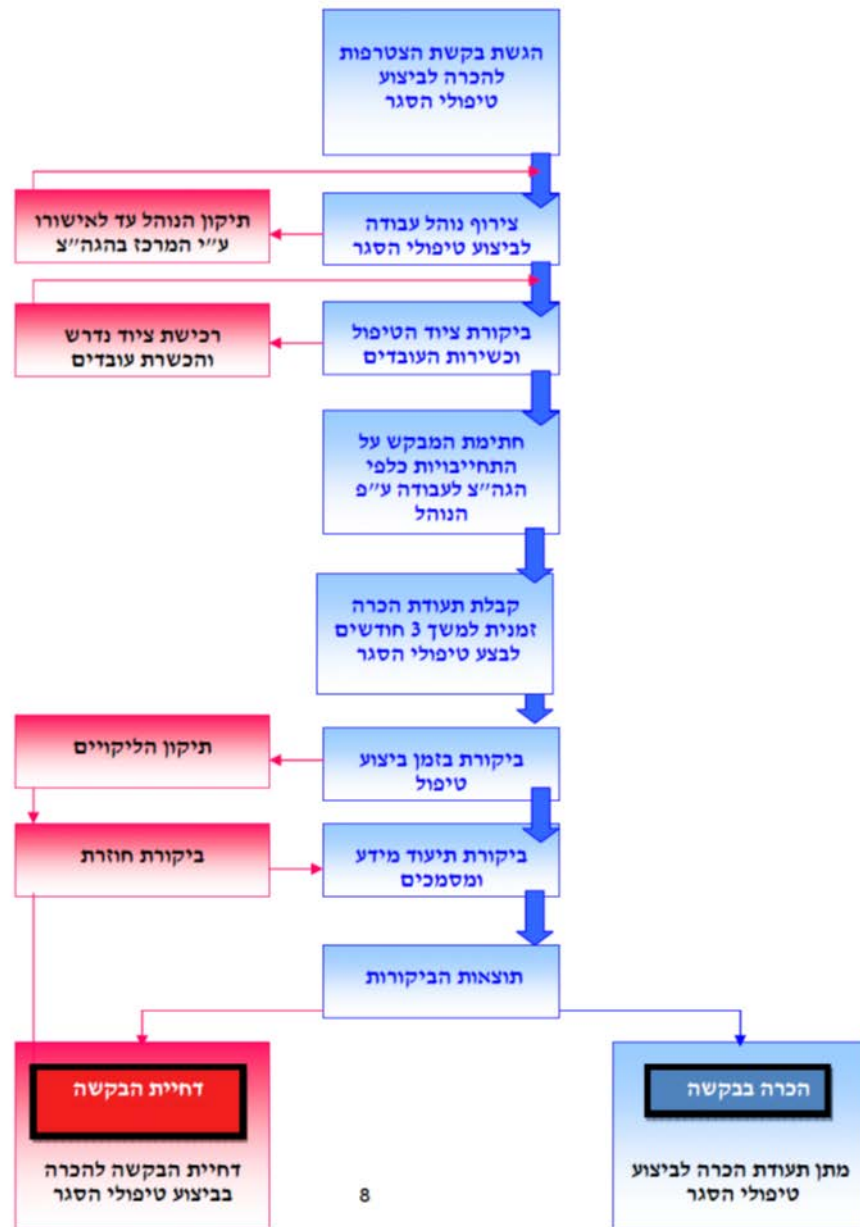 הגשת בקשת הצטרפות
להכרה לביצוע
טיפולי הסגר
צירוף נוהל עבודה
לביצוע טיפולי הסגר
תיקון הנוהל עד לאישורו
ע"י המרכז בהגה"צ
ביקורת ציוד הטיפול
וכשירות העובדים
רכישת ציוד נדרש
והכשרת עובדים
חתימת המבקש על
התחייבויות כלפי
הגה"צ לעבודה ע"פ
הנוהל
קבלת תעודת הכרה
זמנית למשך 3 חודשים
לבצע טיפולי הסגר
ביקורת בזמן ביצוע
טיפול
תיקון הליקויים
ביקורת תיעוד מידע
ומסמכים
ביקורת חוזרת
תוצאות הביקורות
הכרה בבקשה
מתן תעודת הכרה לביצוע
טיפולי הסגר
דחיית הבקשה
דחיית הבקשה להכרה
בביצוע טיפולי הסגר
8